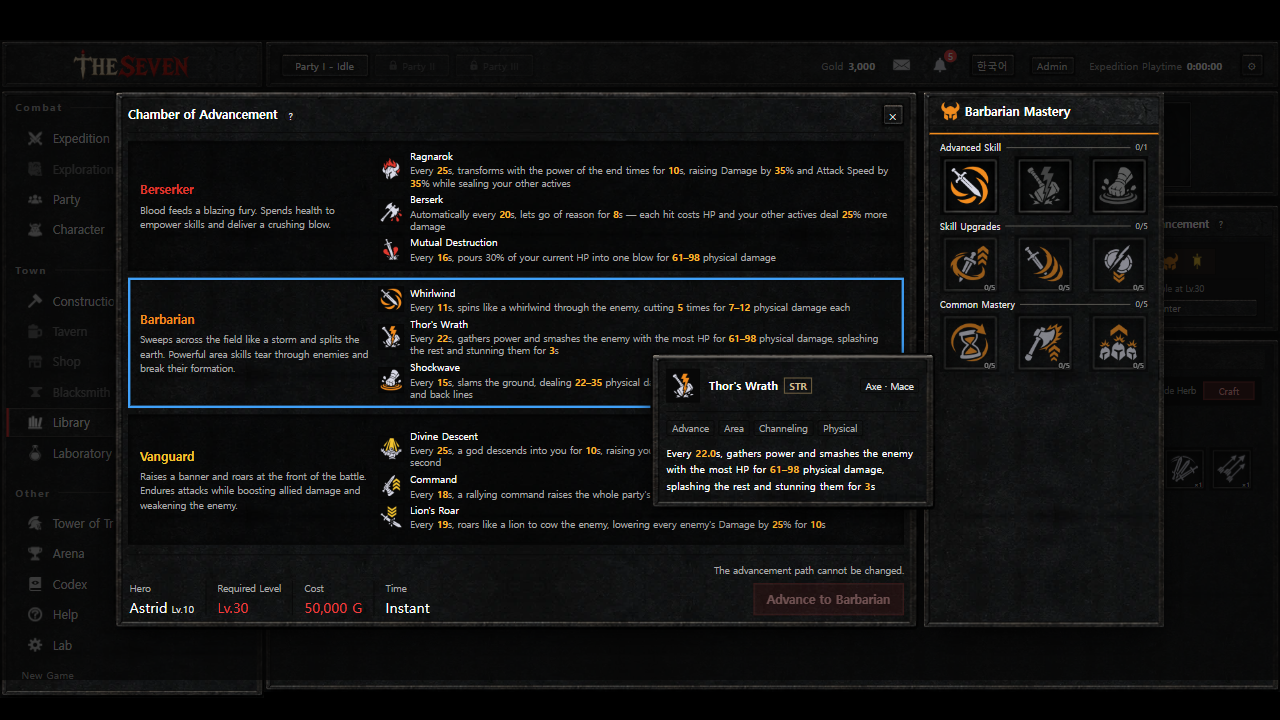 THE SEVEN
Party I - Idle
Party II
Party III
Gold 3,000
5
한국어
Admin
Expedition Playtime 0:00:00
Combat
Expedition
Exploration
Party
Character
Town
Constructio
Tavern
Shop
Blacksmith
Library
Laboratory
Other
Tower of Tr
Arena
Codex
Help
Lab
New Game
Chamber of Advancement ?
Berserker
Blood feeds a blazing fury. Spends health to
empower skills and deliver a crushing blow.
Ragnarok
Every 25s, transforms with the power of the end times for 10s, raising Damage by 35% and Attack Speed by
35% while sealing your other actives
Berserk
Automatically every 20s, lets go of reason for 8s — each hit costs HP and your other actives deal 25% more
damage
Mutual Destruction
Every 16s, pours 30% of your current HP into one blow for 61–98 physical damage
Barbarian
Sweeps across the field like a storm and splits the
earth. Powerful area skills tear through enemies and
break their formation.
Whirlwind
Every 11s, spins like a whirlwind through the enemy, cutting 5 times for 7–12 physical damage each
Thor's Wrath
Every 22s, gathers power and smashes the enemy with the most HP for 61–98 physical damage, splashing
the rest and stunning them for 3s
Shockwave
Every 15s, slams the ground, dealing 22–35 physical d
and back lines
Vanguard
Raises a banner and roars at the front of the battle.
Endures attacks while boosting allied damage and
weakening the enemy.
Divine Descent
Every 25s, a god descends into you for 10s, raising you
second
Command
Every 18s, a rallying command raises the whole party's
Lion's Roar
Every 19s, roars like a lion to cow the enemy, lowering every enemy's Damage by 25% for 10s
Thor's Wrath STR
Axe · Mace
Advance Area Channeling Physical
Every 22.0s, gathers power and smashes the enemy
with the most HP for 61–98 physical damage,
splashing the rest and stunning them for 3s
The advancement path cannot be changed.
Hero
Astrid Lv.10
Required Level
Lv.30
Cost
50,000 G
Time
Instant
Advance to Barbarian
Barbarian Mastery
Advanced Skill 0/1
Skill Upgrades 0/5
0/5 0/5 0/5
Common Mastery 0/5
0/5 0/5 0/5
ncement ?
le at Lv.30
nter
de Herb
Craft
×1 ×1